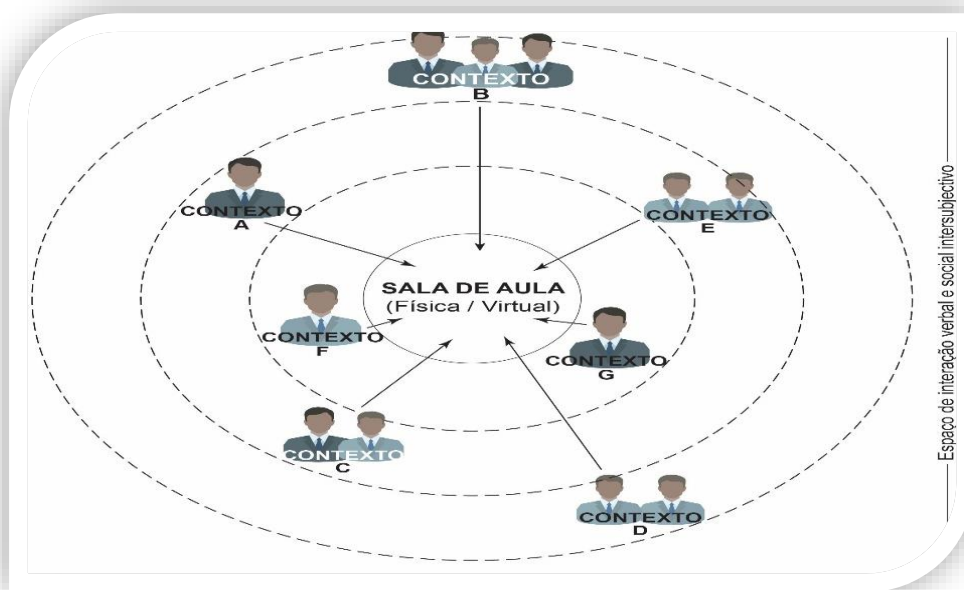 CONTEXTO
B
CONTEXTO
A
CONTEXTO
E
SALA DE AULA
(Física / Virtual)
CONTEXTO
F
CONTEXTO
G
CONTEXTO
C
CONTEXTO
D
Espaço de interação verbal e social intersubjectivo